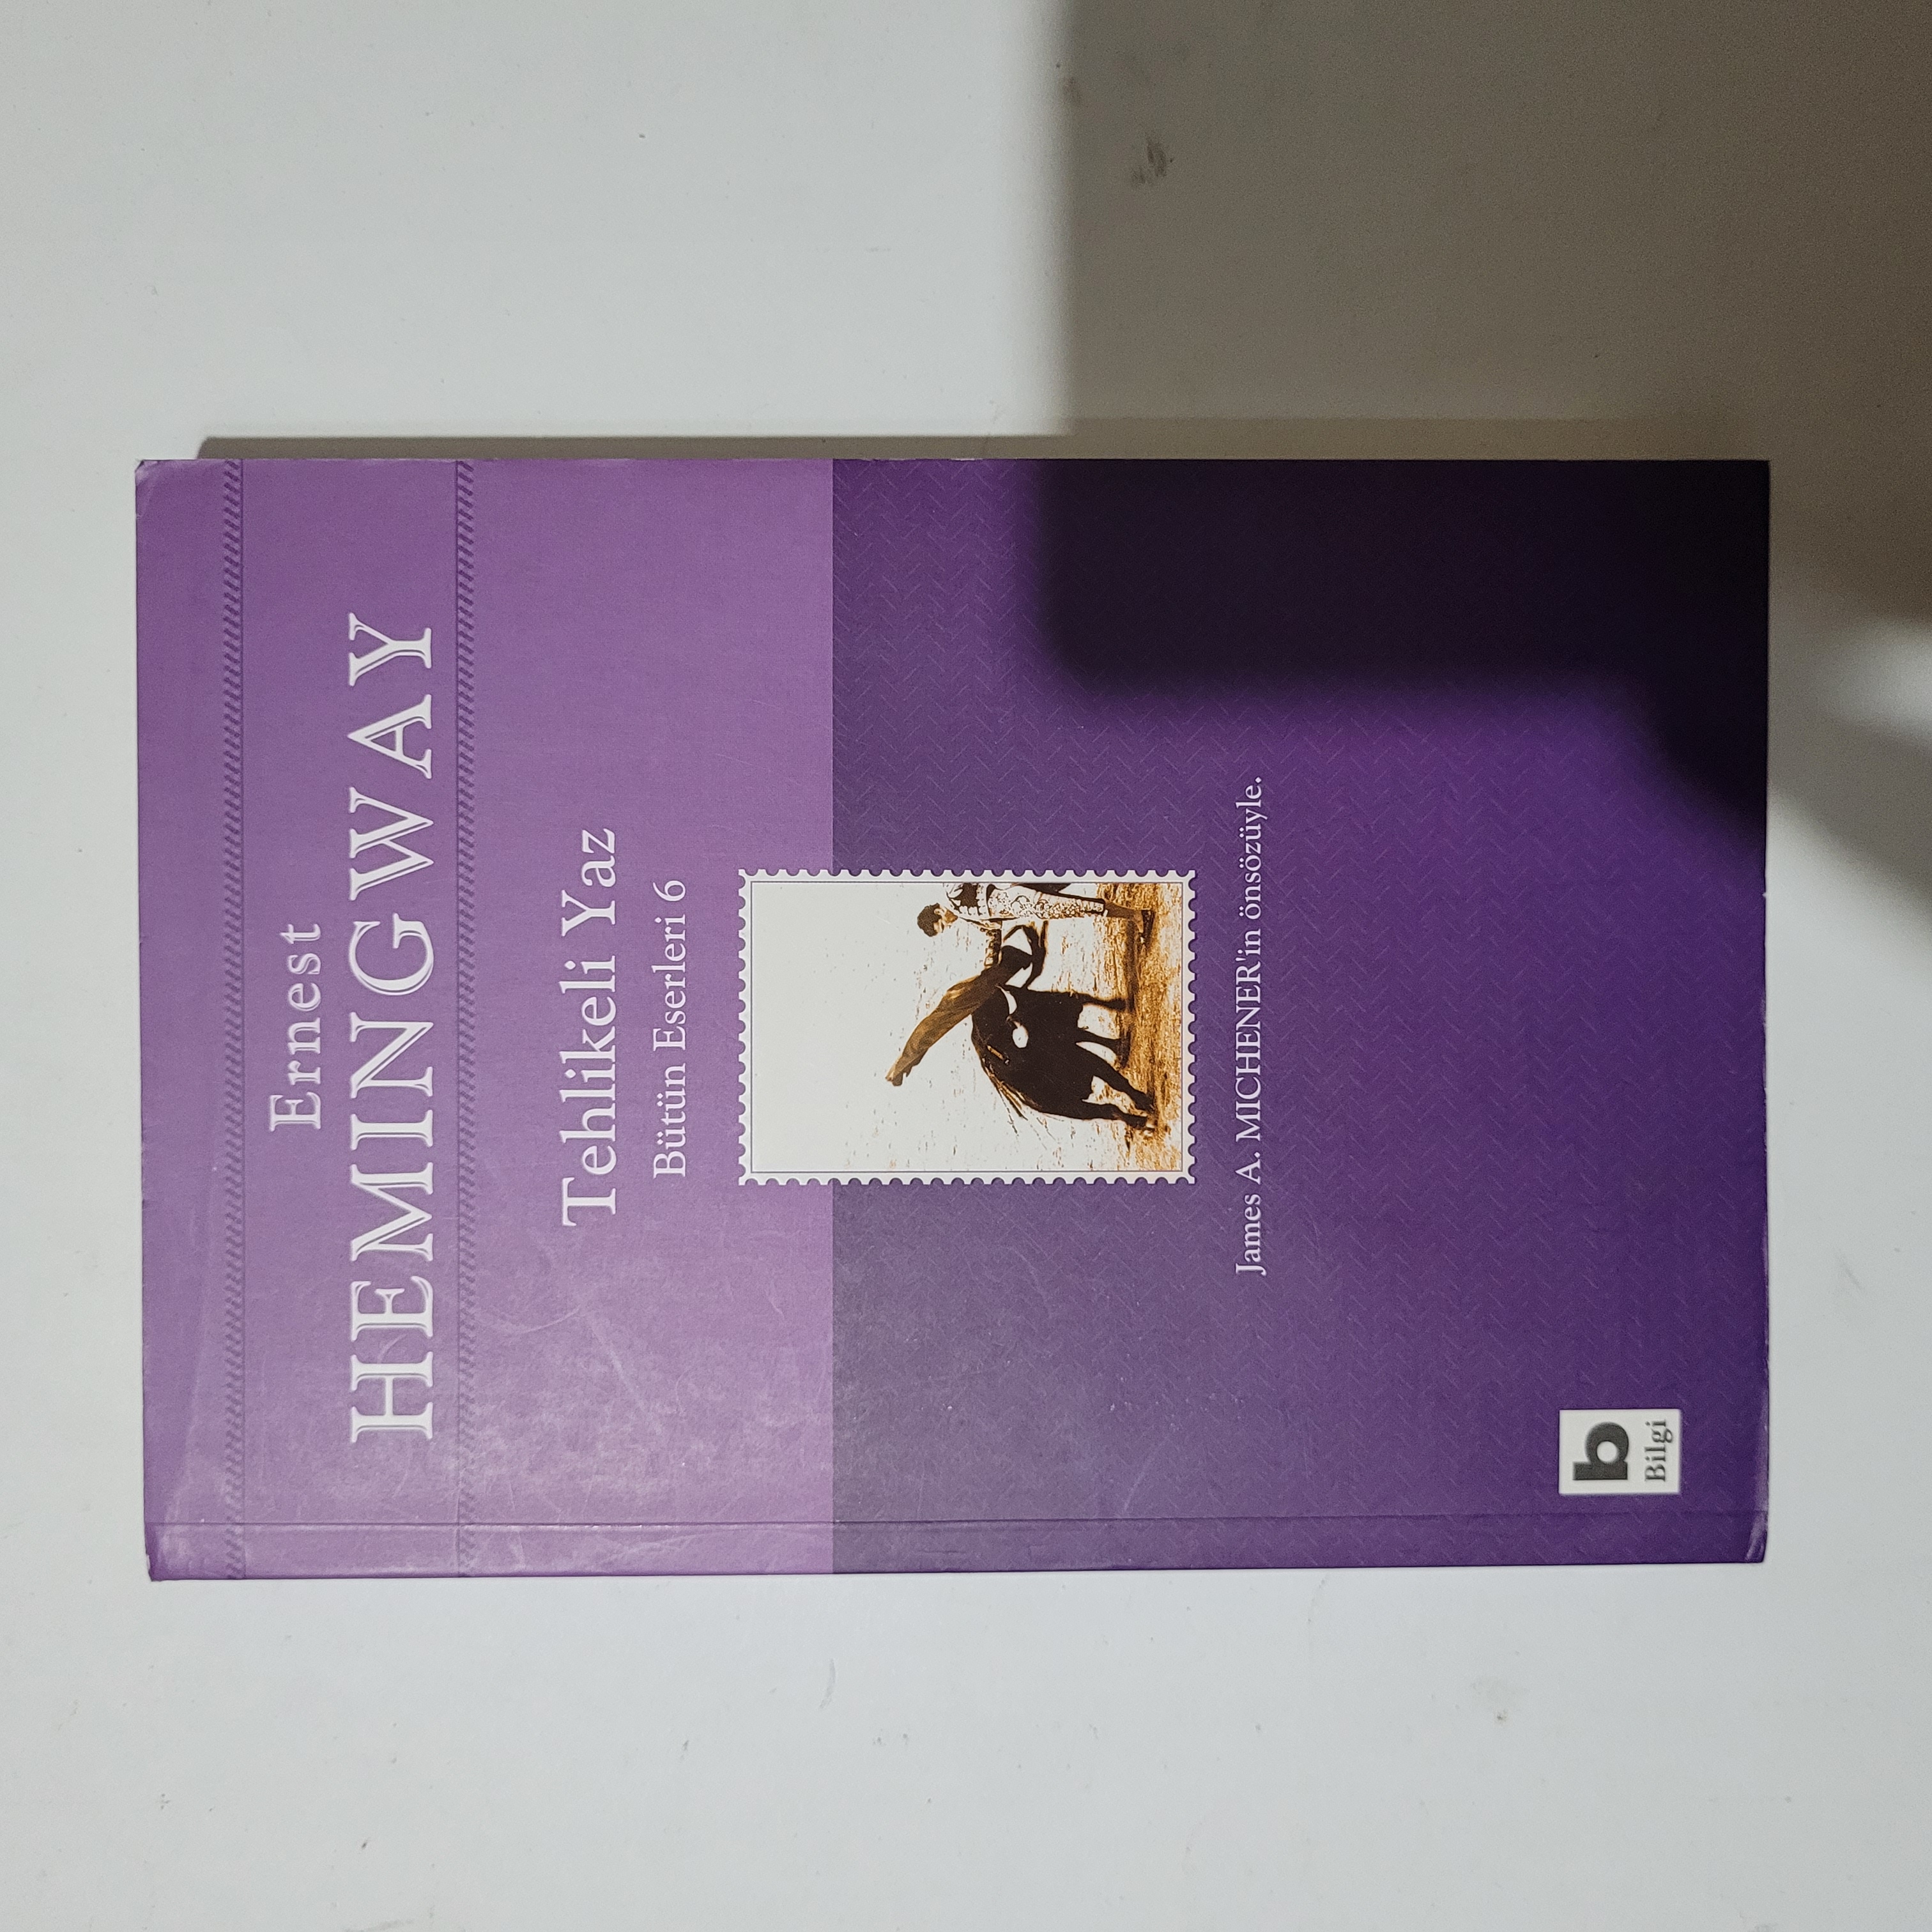 Ernest
HEMINGWAY
Tehlikeli Yaz
Bütün Eserleri 6
James A. MICHENER'in önsözüyle.
b
Bilgi